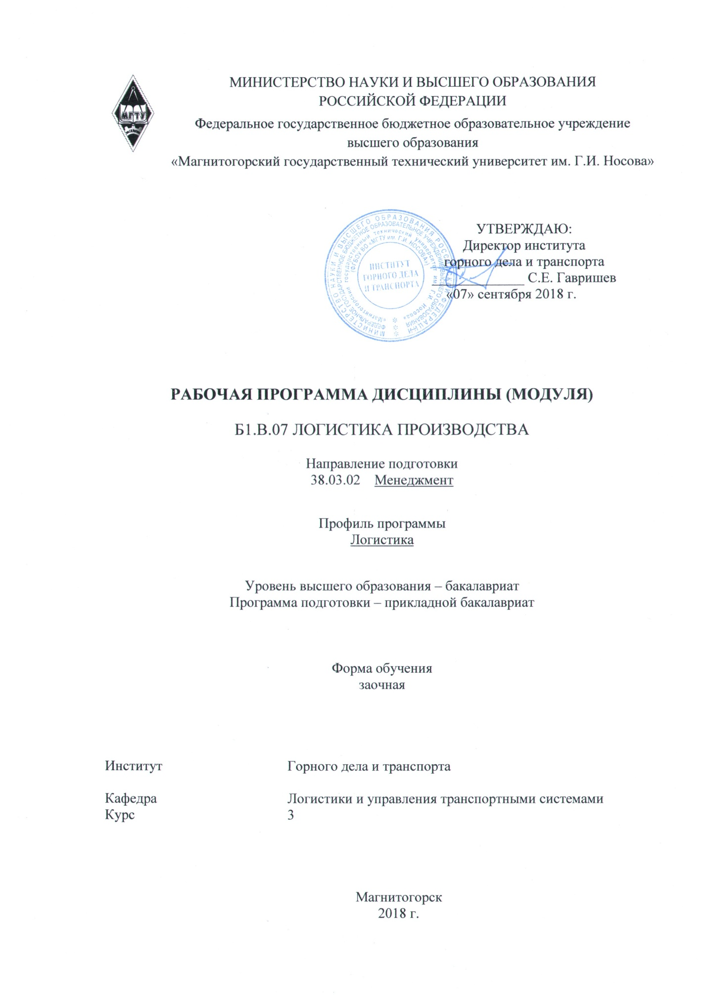 МИНИСТЕРСТВО НАУКИ И ВЫСШЕГО ОБРАЗОВАНИЯ
РОССИЙСКОЙ ФЕДЕРАЦИИ
Федеральное государственное бюджетное образовательное учреждение
высшего образования
«Магнитогорский государственный технический университет им. Г.И. Носова»
МГТУ
УТВЕРЖДАЮ:
Директор института
горного дела и транспорта
С.Е. Гавришев
«07» сентября 2018 г.
МИНИСТЕРСТВО НАУКИ И ВЫСШЕГО ОБРАЗОВАНИЯ РОССИЙСКОЙ ФЕДЕРАЦИИ
ФЕДЕРАЛЬНОЕ ГОСУДАРСТВЕННОЕ БЮДЖЕТНОЕ ОБРАЗОВАТЕЛЬНОЕ УЧРЕЖДЕНИЕ ВЫСШЕГО ОБРАЗОВАНИЯ
«Магнитогорский государственный технический университет им. Г.И. Носова»
(ФГБОУ ВО «МГТУ им. Г.И. НОСОВА»)
ИНСТИТУТ
ГОРНОГО ДЕЛА
И ТРАНСПОРТА
РАБОЧАЯ ПРОГРАММА ДИСЦИПЛИНЫ (МОДУЛЯ)
Б1.В.07 ЛОГИСТИКА ПРОИЗВОДСТВА
Направление подготовки
38.03.02 Менеджмент
Профиль программы
Логистика
Уровень высшего образования – бакалавриат
Программа подготовки – прикладной бакалавриат
Форма обучения
заочная
Институт Горного дела и транспорта
Кафедра Логистики и управления транспортными системами
Курс 3
Магнитогорск
2018 г.